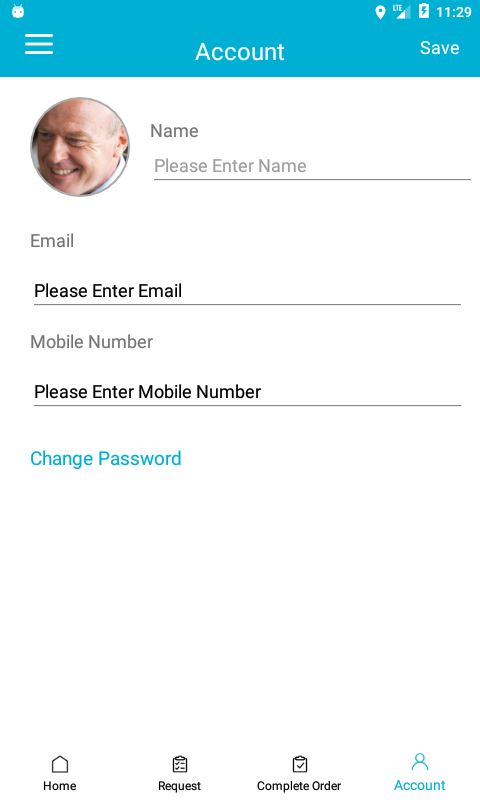 LTE 11:29
Account
Save
Name
Please Enter Name
Email
Please Enter Email
Mobile Number
Please Enter Mobile Number
Change Password
Home
Request
Complete Order
Account